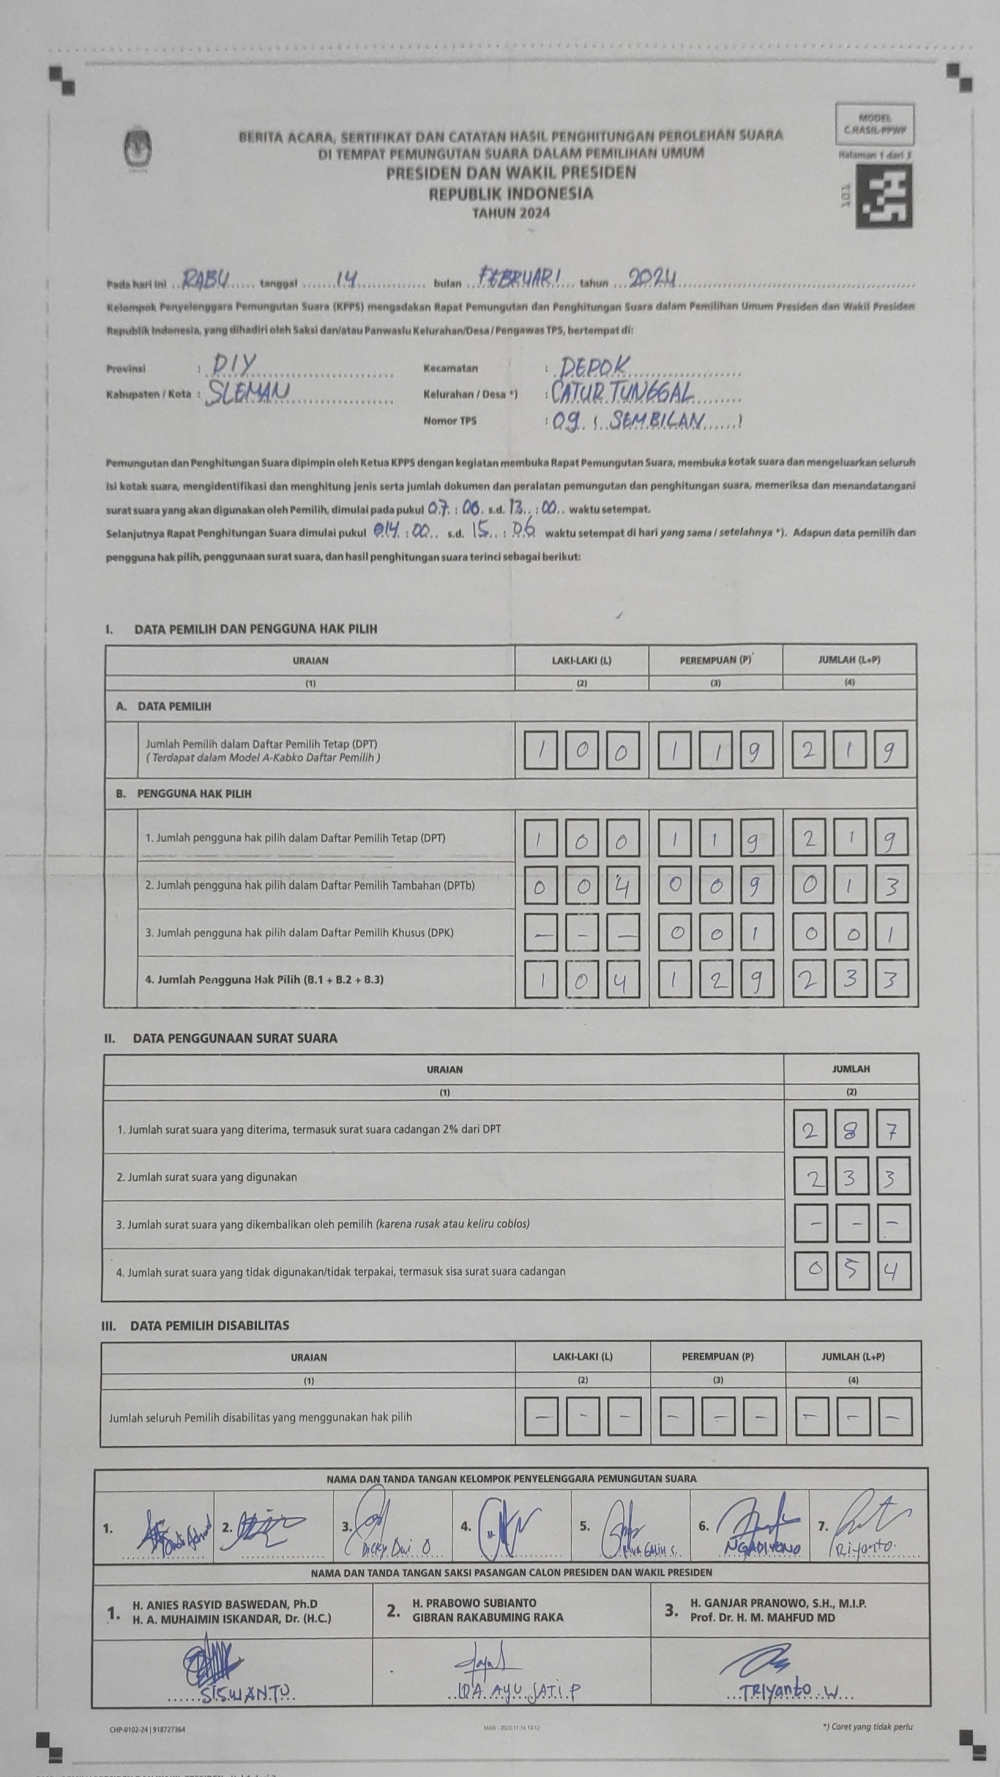 MODEL
C.HASIL-PPWP
Halaman 1 dari 3
BERITA ACARA, SERTIFIKAT DAN CATATAN HASIL PENGHITUNGAN PEROLEHAN SUARA
DI TEMPAT PEMUNGUTAN SUARA DALAM PEMILIHAN UMUM
PRESIDEN DAN WAKIL PRESIDEN
REPUBLIK INDONESIA
TAHUN 2024
Pada hari ini RABU tanggal 14 bulan FEBRUARI tahun 2024
Kelompok Penyelenggara Pemungutan Suara (KPPS) mengadakan Rapat Pemungutan dan Penghitungan Suara dalam Pemilihan Umum Presiden dan Wakil Presiden
Republik Indonesia, yang dihadiri oleh Saksi dan/atau Panwaslu Kelurahan/Desa/ Pengawas TPS, bertempat di:
Provinsi : DIY Kecamatan : DEPOK
Kabupaten / Kota : SLEMAN Kelurahan / Desa *) : CATUR TUNGGAL
Nomor TPS : 09 ( SEMBILAN )
Pemungutan dan Penghitungan Suara dipimpin oleh Ketua KPPS dengan kegiatan membuka Rapat Pemungutan Suara, membuka kotak suara dan mengeluarkan seluruh
isi kotak suara, mengidentifikasi dan menghitung jenis serta jumlah dokumen dan peralatan pemungutan dan penghitungan suara, memeriksa dan menandatangani
surat suara yang akan digunakan oleh Pemilih, dimulai pada pukul 07 : 00 s.d. 13 : 00 waktu setempat.
Selanjutnya Rapat Penghitungan Suara dimulai pukul 14 : 00 s.d. 15 : 06 waktu setempat di hari yang sama / setelahnya *). Adapun data pemilih dan
pengguna hak pilih, penggunaan surat suara, dan hasil penghitungan suara terinci sebagai berikut:
I. DATA PEMILIH DAN PENGGUNA HAK PILIH
URAIAN LAKI-LAKI (L) PEREMPUAN (P) JUMLAH (L+P)
(1) (2) (3) (4)
A. DATA PEMILIH
Jumlah Pemilih dalam Daftar Pemilih Tetap (DPT) 1 0 0 1 1 9 2 1 9
( Terdapat dalam Model A-Kabko Daftar Pemilih )
B. PENGGUNA HAK PILIH
1. Jumlah pengguna hak pilih dalam Daftar Pemilih Tetap (DPT) 1 0 0 1 1 9 2 1 9
2. Jumlah pengguna hak pilih dalam Daftar Pemilih Tambahan (DPTb) 0 0 4 0 0 9 0 1 3
3. Jumlah pengguna hak pilih dalam Daftar Pemilih Khusus (DPK) – – – 0 0 1 0 0 1
4. Jumlah Pengguna Hak Pilih (B.1 + B.2 + B.3) 1 0 4 1 2 9 2 3 3
II. DATA PENGGUNAAN SURAT SUARA
URAIAN JUMLAH
(1) (2)
1. Jumlah surat suara yang diterima, termasuk surat suara cadangan 2% dari DPT 2 8 7
2. Jumlah surat suara yang digunakan 2 3 3
3. Jumlah surat suara yang dikembalikan oleh pemilih (karena rusak atau keliru coblos) – – –
4. Jumlah surat suara yang tidak digunakan/tidak terpakai, termasuk sisa surat suara cadangan 0 5 4
III. DATA PEMILIH DISABILITAS
URAIAN LAKI-LAKI (L) PEREMPUAN (P) JUMLAH (L+P)
(1) (2) (3) (4)
Jumlah seluruh Pemilih disabilitas yang menggunakan hak pilih – – – – – – – – –
NAMA DAN TANDA TANGAN KELOMPOK PENYELENGGARA PEMUNGUTAN SUARA
1. 2. 3. 4. 5. 6. 7.
Dicky Dwi O NGADIYONO Riyanto
NAMA DAN TANDA TANGAN SAKSI PASANGAN CALON PRESIDEN DAN WAKIL PRESIDEN
1. H. ANIES RASYID BASWEDAN, Ph.D
H. A. MUHAIMIN ISKANDAR, Dr. (H.C.)
2. H. PRABOWO SUBIANTO
GIBRAN RAKABUMING RAKA
3. H. GANJAR PRANOWO, S.H., M.I.P.
Prof. Dr. H. M. MAHFUD MD
SISWANTO IDA AYU JATI P TRIYanto W
CHP-0102-24 | 918727364
*) Coret yang tidak perlu